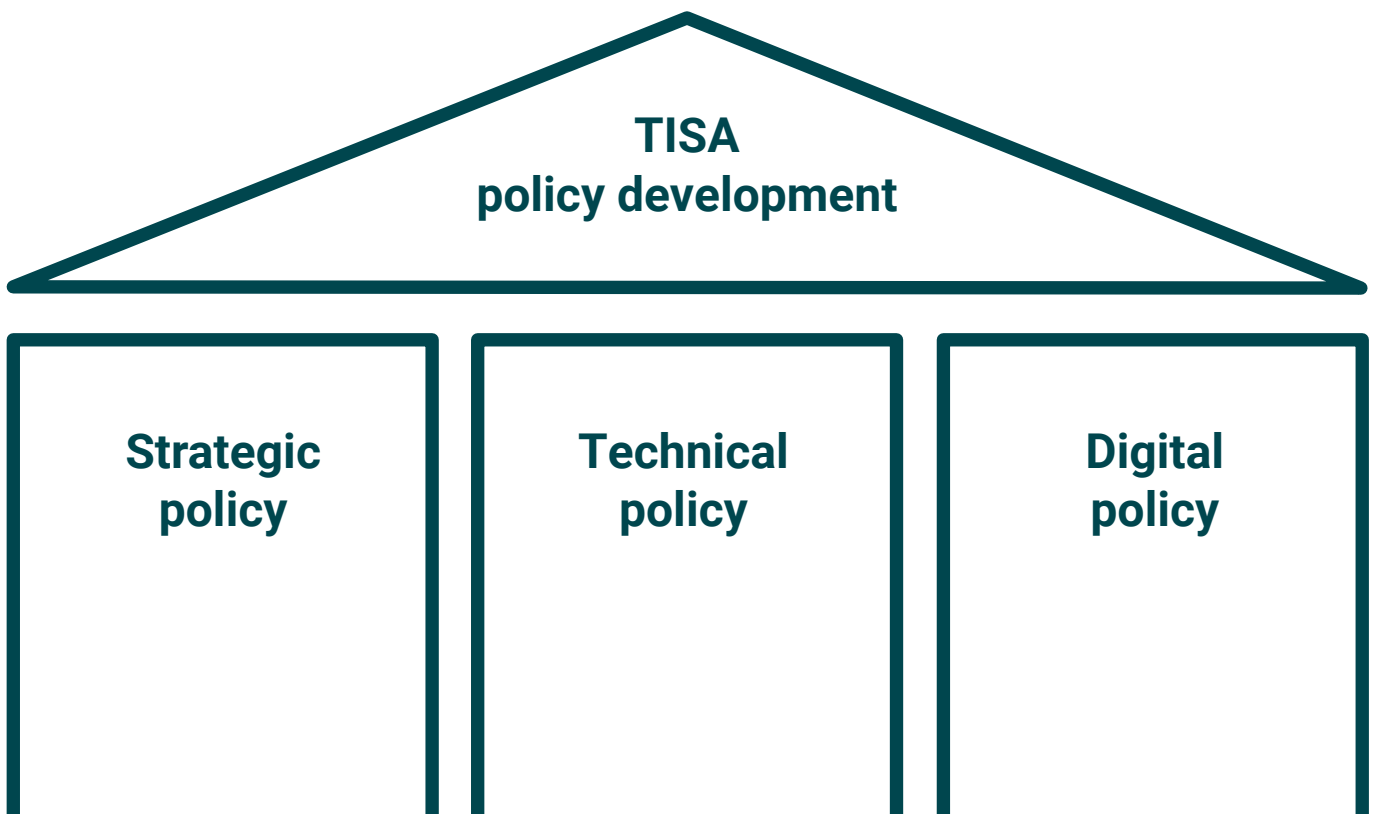 TISA
policy development
Strategic
policy
Technical
policy
Digital
policy